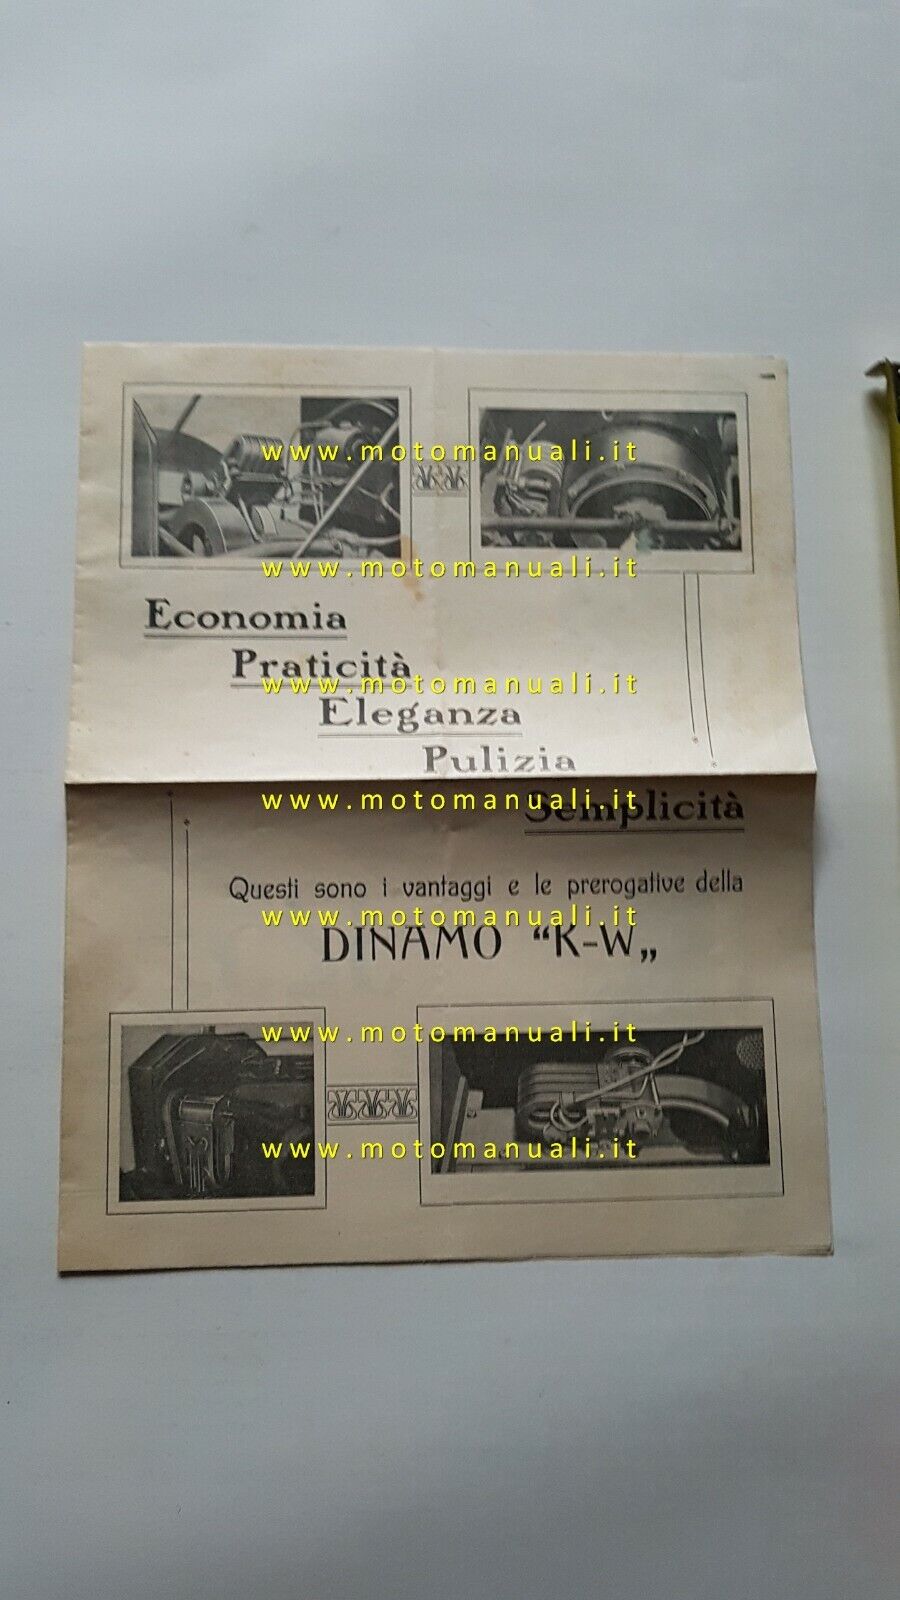 www.motomanuali.it
www.motomanuali.it
Economia
Praticità
www.motomanuali.it
Eleganza
Pulizia
www.motomanuali.it
Semplicità
Questi sono i vantaggi e le prerogative della
www.motomanuali.it
DINAMO “K-W„
www.motomanuali.it
www.motomanuali.it